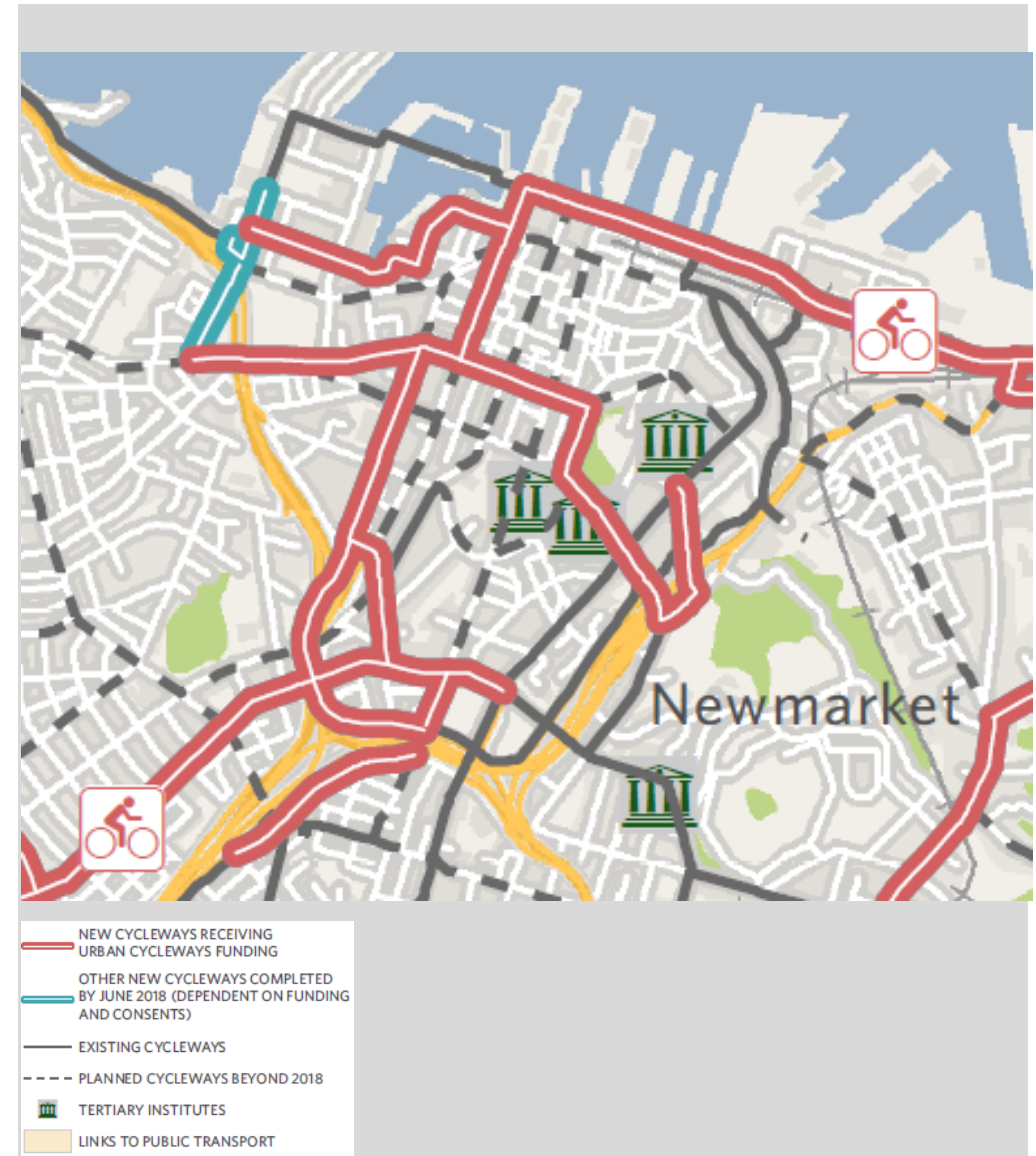 Newmarket
NEW CYCLEWAYS RECEIVING
URBAN CYCLEWAYS FUNDING
OTHER NEW CYCLEWAYS COMPLETED
BY JUNE 2018 (DEPENDENT ON FUNDING
AND CONSENTS)
EXISTING CYCLEWAYS
PLANNED CYCLEWAYS BEYOND 2018
TERTIARY INSTITUTES
LINKS TO PUBLIC TRANSPORT